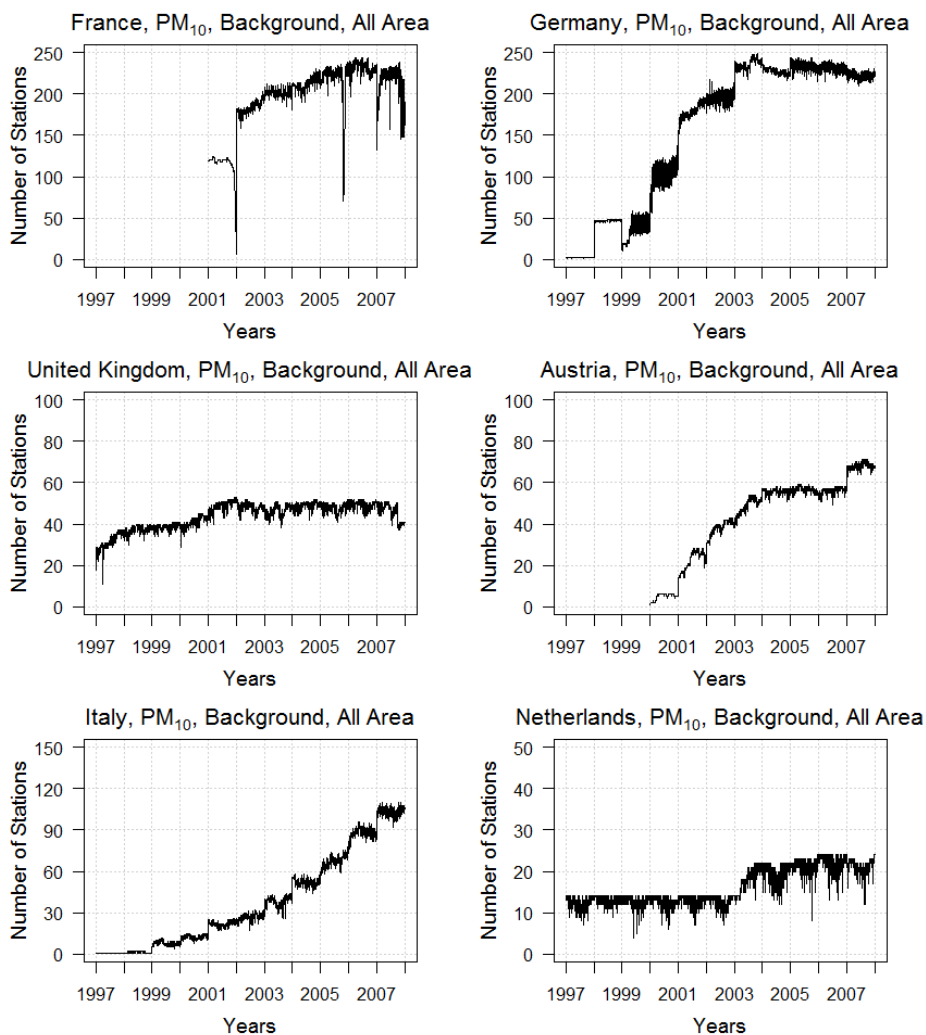 France, PM10, Background, All Area
Number of Stations
250
200
150
100
50
0
1997 1999 2001 2003 2005 2007
Years
Germany, PM10, Background, All Area
Number of Stations
250
200
150
100
50
0
1997 1999 2001 2003 2005 2007
Years
United Kingdom, PM10, Background, All Area
Number of Stations
100
80
60
40
20
0
1997 1999 2001 2003 2005 2007
Years
Austria, PM10, Background, All Area
Number of Stations
100
80
60
40
20
0
1997 1999 2001 2003 2005 2007
Years
Italy, PM10, Background, All Area
Number of Stations
150
120
90
60
30
0
1997 1999 2001 2003 2005 2007
Years
Netherlands, PM10, Background, All Area
Number of Stations
50
40
30
20
10
0
1997 1999 2001 2003 2005 2007
Years